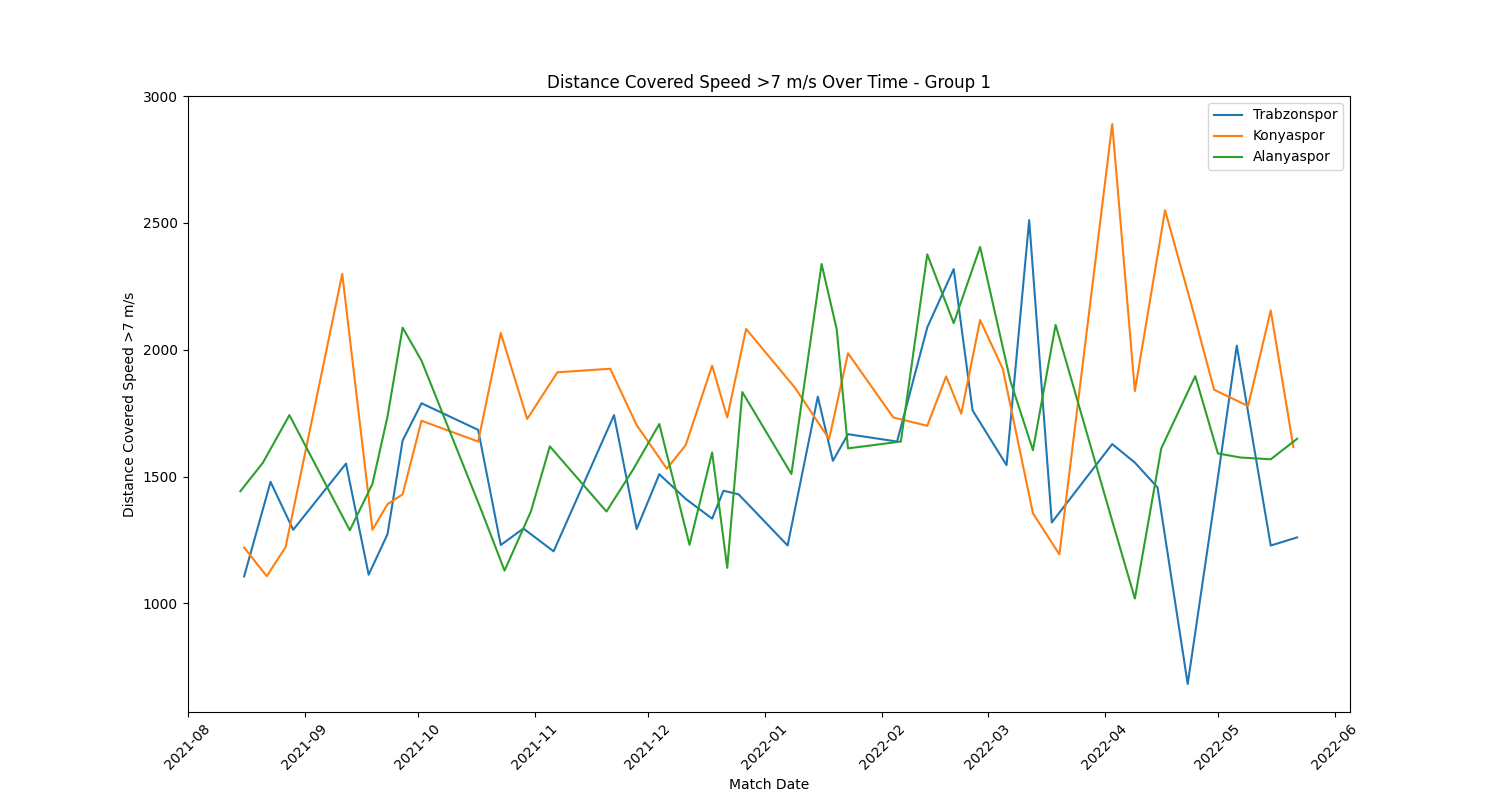 Distance Covered Speed >7 m/s Over Time - Group 1
Trabzonspor
Konyaspor
Alanyaspor
Distance Covered Speed >7 m/s
3000
2500
2000
1500
1000
2021-08
2021-09
2021-10
2021-11
2021-12
2022-01
2022-02
2022-03
2022-04
2022-05
2022-06
Match Date